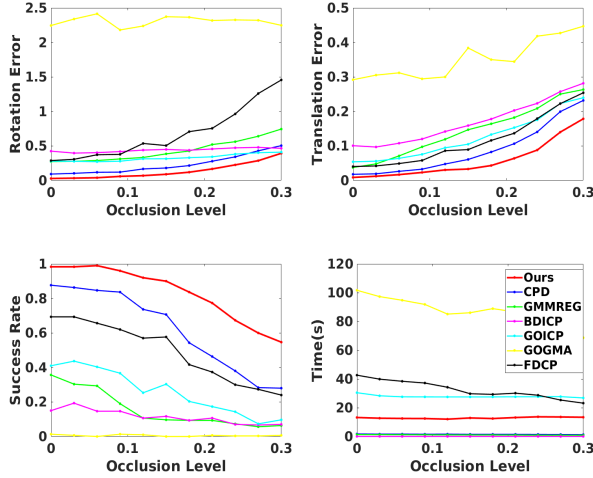 2.5
2
1.5
1
0.5
0
Rotation Error
0
0.1
0.2
0.3
Occlusion Level
0.5
0.4
0.3
0.2
0.1
0
Translation Error
0
0.1
0.2
0.3
Occlusion Level
1
0.8
0.6
0.4
0.2
0
Success Rate
0
0.1
0.2
0.3
Occlusion Level
120
100
80
60
40
20
0
Time(s)
Ours
CPD
GMMREG
BDICP
GOICP
GOGMA
FDCP
0
0.1
0.2
0.3
Occlusion Level